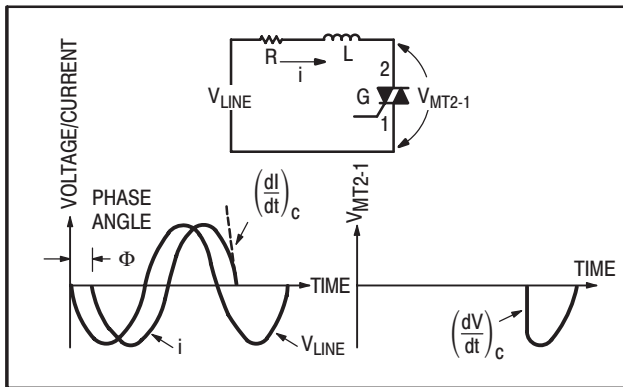 R
i
L
2
V_LINE
G
1
V_MT2-1
VOLTAGE/CURRENT
PHASE
ANGLE
Φ
(dI/dt)_c
TIME
i
V_LINE
V_MT2-1
TIME
(dV/dt)_c